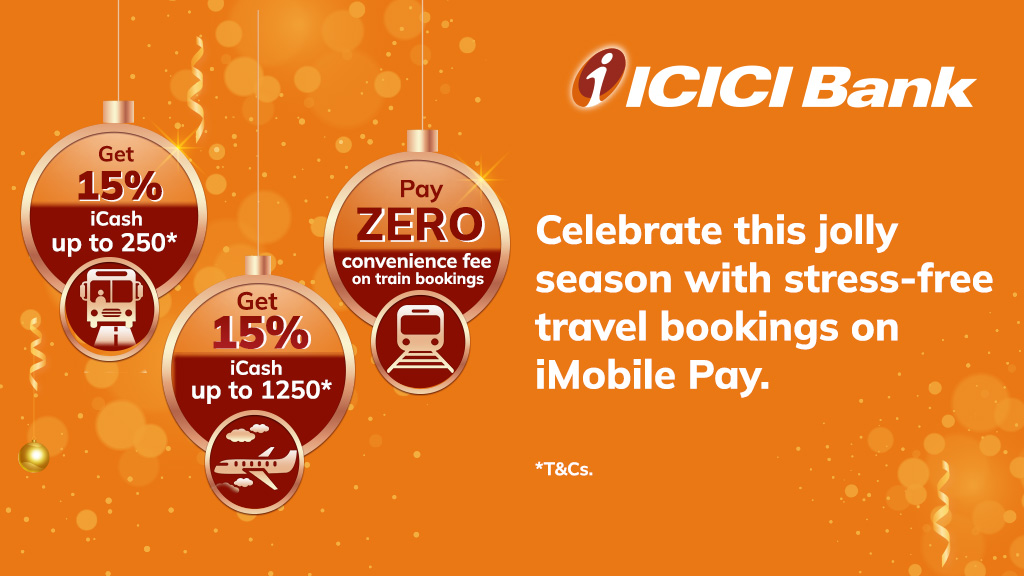 ICICI Bank
Get
15%
iCash
up to 250*
Get
15%
iCash
up to 1250*
Pay
ZERO
convenience fee
on train bookings
Celebrate this jolly
season with stress-free
travel bookings on
iMobile Pay.
*T&Cs.